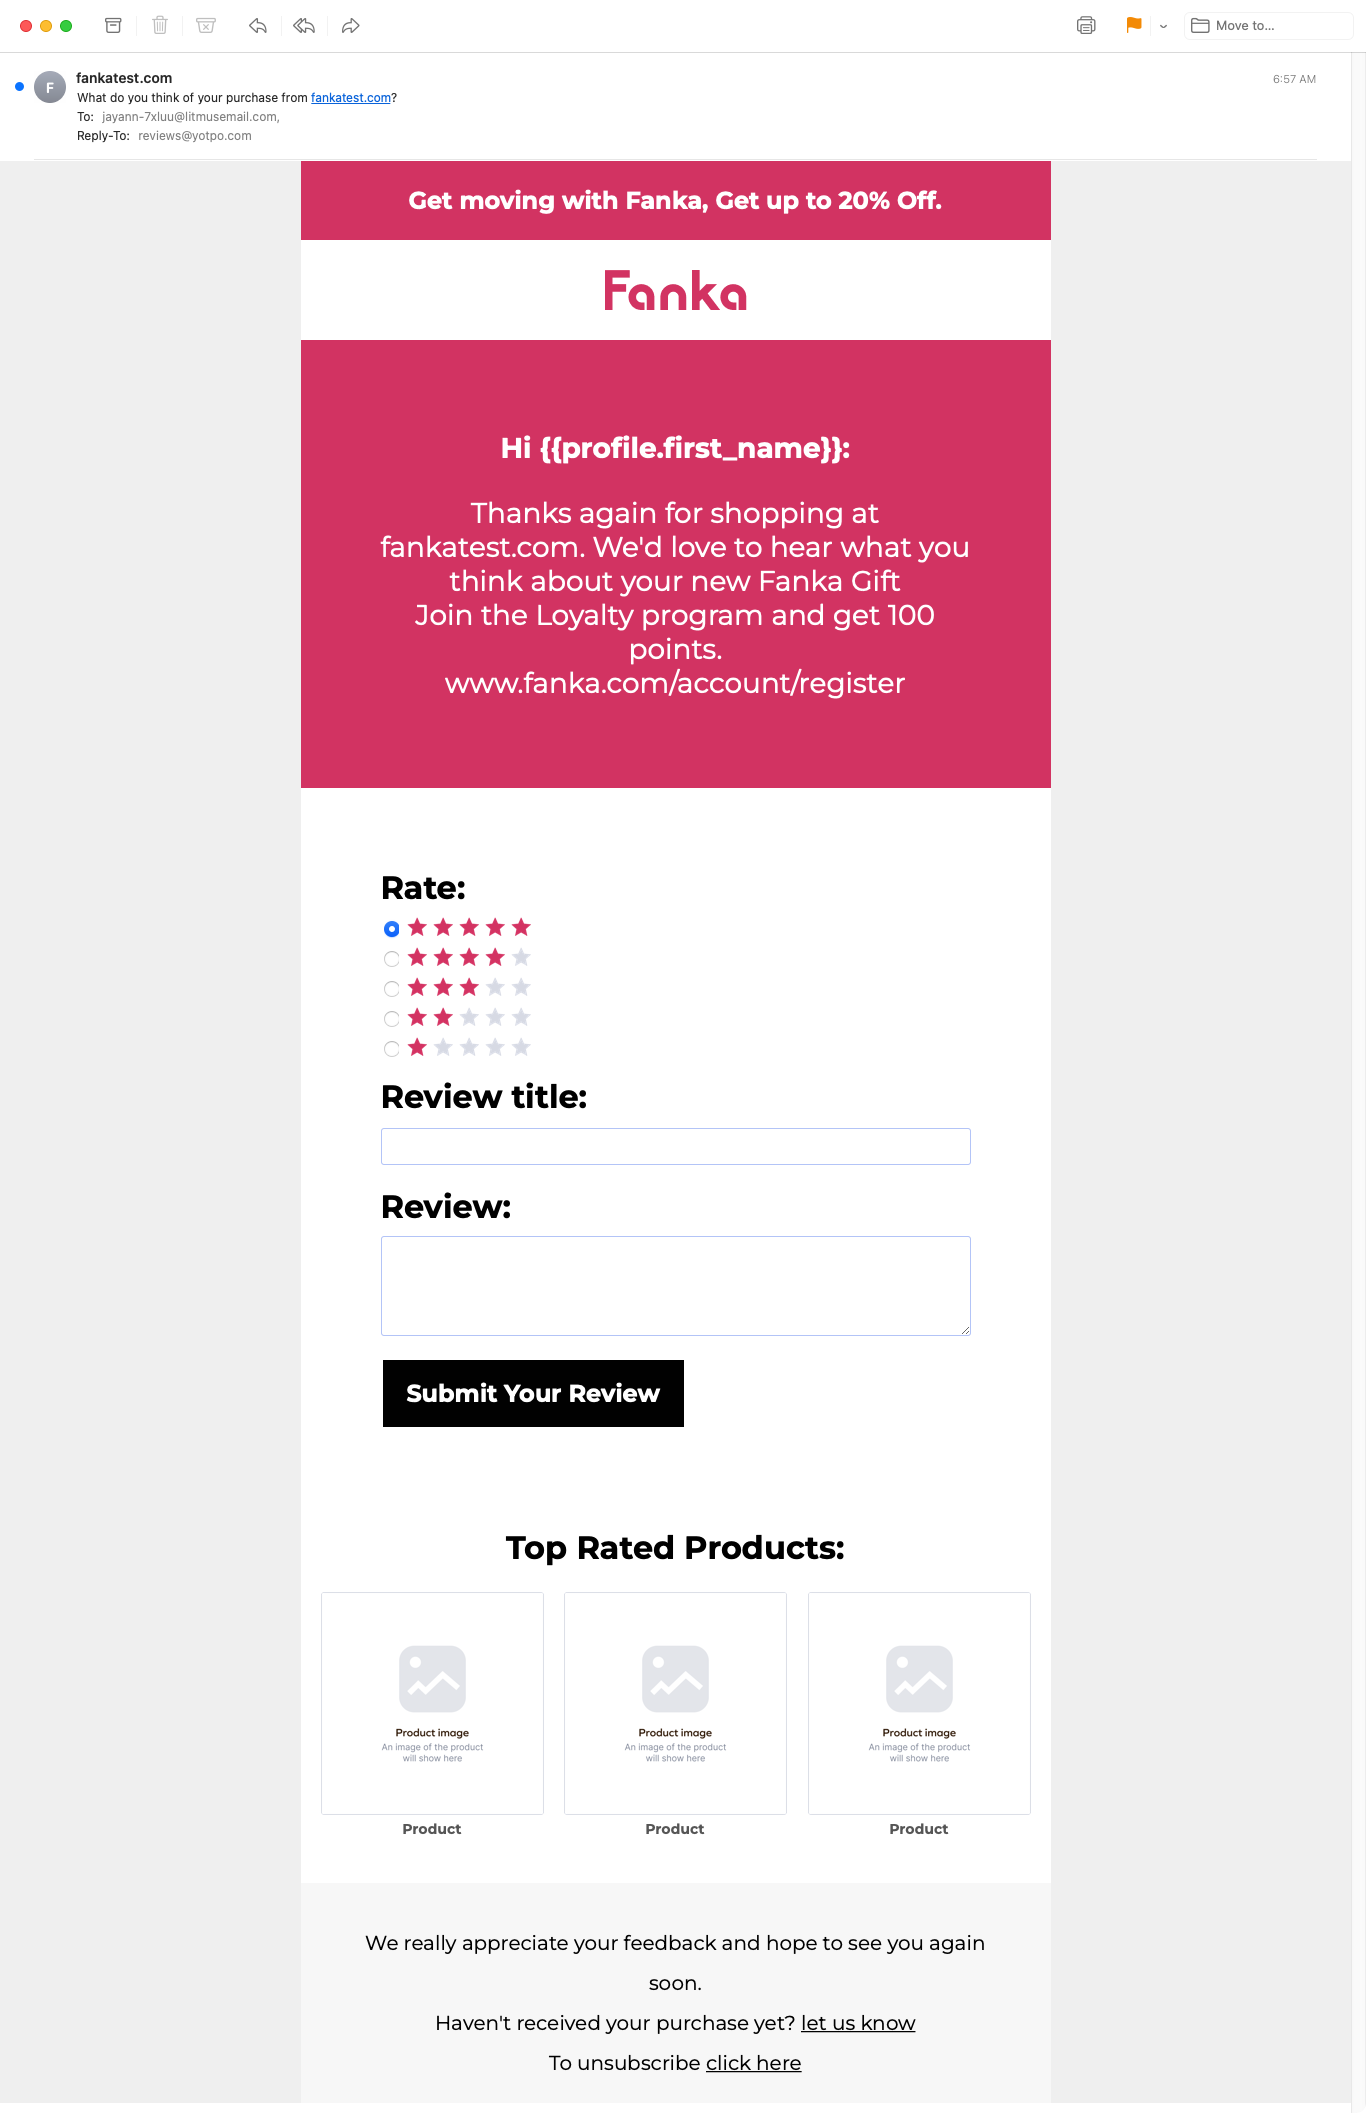 Move to...
F
fankatest.com
6:57 AM
What do you think of your purchase from fankatest.com?
To: jayann-7xluu@litmusemail.com,
Reply-To: reviews@yotpo.com
Get moving with Fanka, Get up to 20% Off.
Fanka
Hi {{profile.first_name}}:
Thanks again for shopping at
fankatest.com. We'd love to hear what you
think about your new Fanka Gift
Join the Loyalty program and get 100
points.
www.fanka.com/account/register
Rate:
Review title:
Review:
Submit Your Review
Top Rated Products:
Product image
An image of the product
will show here
Product
Product image
An image of the product
will show here
Product
Product image
An image of the product
will show here
Product
We really appreciate your feedback and hope to see you again
soon.
Haven't received your purchase yet? let us know
To unsubscribe click here